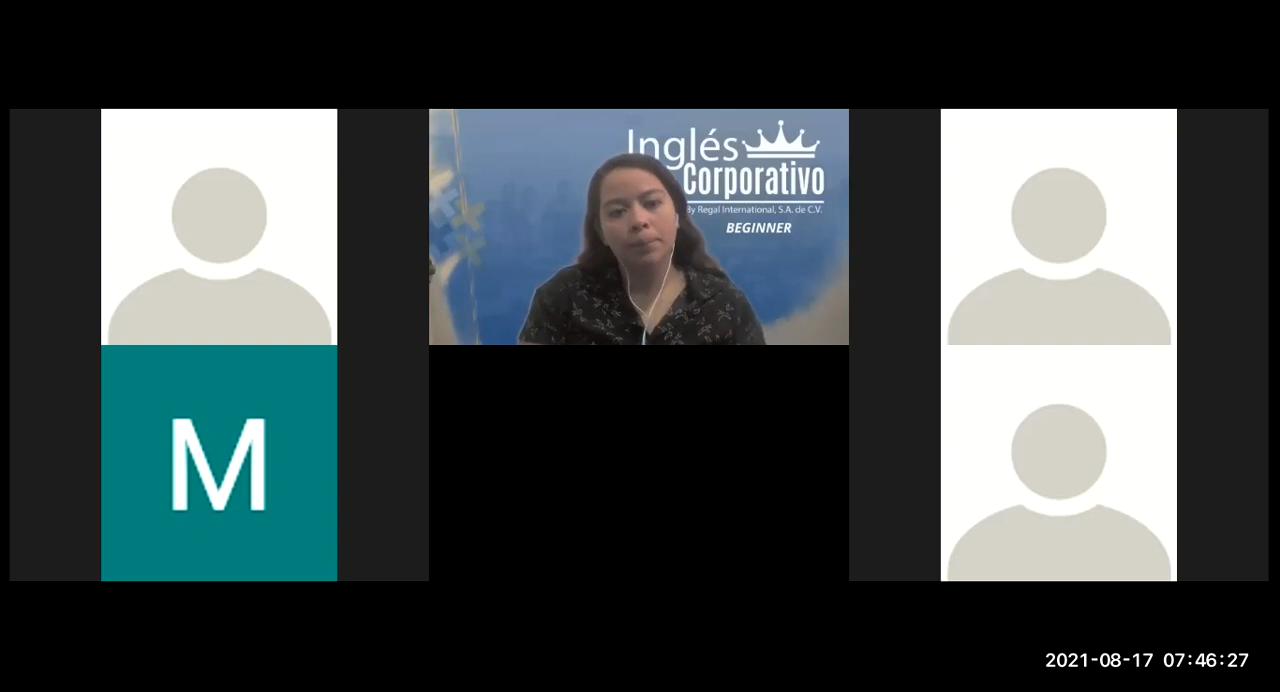 Inglés
Corporativo
By Regal International, S.A. de C.V.
BEGINNER
M
2021-08-17 07:46:27